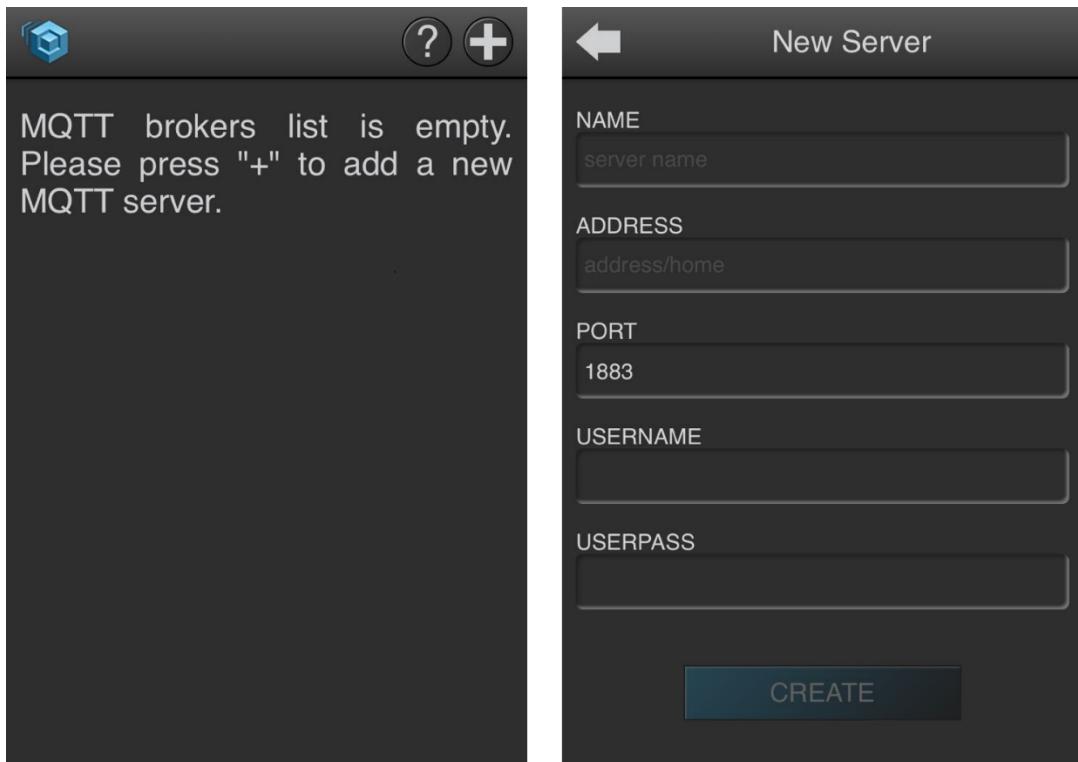 ?
MQTT brokers list is empty.
Please press "+" to add a new
MQTT server.
New Server
NAME
server name
ADDRESS
address/home
PORT
1883
USERNAME
USERPASS
CREATE